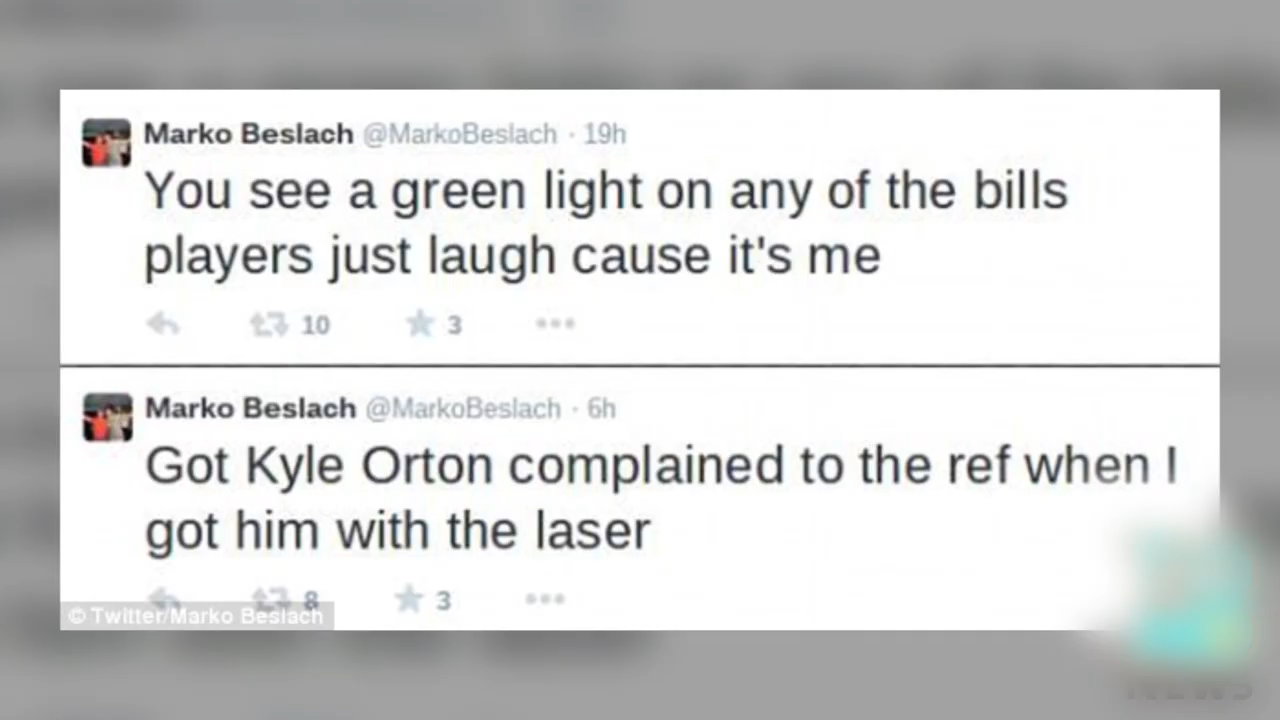 Marko Beslach @MarkoBeslach · 19h
You see a green light on any of the bills
players just laugh cause it's me
10 3
Marko Beslach @MarkoBeslach · 6h
Got Kyle Orton complained to the ref when I
got him with the laser
8 3
© Twitter/Marko Beslach
NEWS